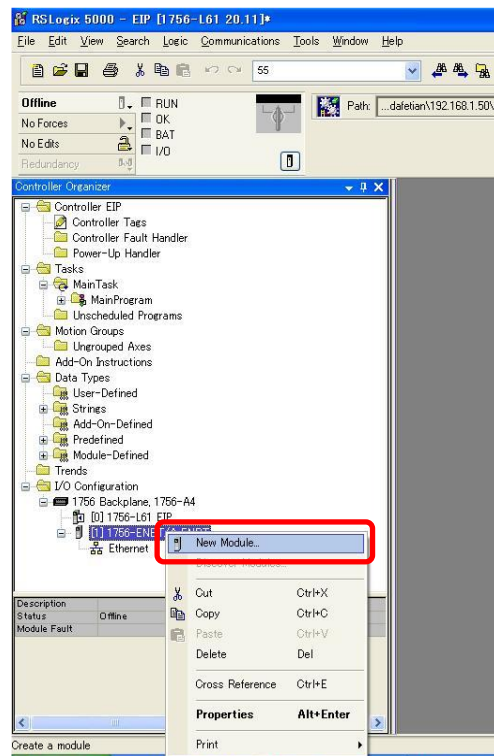 RSLogix 5000 - EIP [1756-L61 20.11]*
File Edit View Search Logic Communications Tools Window Help
55
Offline RUN Path: ...dafetian\192.168.1.50\
No Forces OK
No Edits BAT
Redundancy I/O
Controller Organizer
Controller EIP
Controller Tags
Controller Fault Handler
Power-Up Handler
Tasks
MainTask
MainProgram
Unscheduled Programs
Motion Groups
Ungrouped Axes
Add-On Instructions
Data Types
User-Defined
Strings
Add-On-Defined
Predefined
Module-Defined
Trends
I/O Configuration
1756 Backplane, 1756-A4
[0] 1756-L61 EIP
[1] 1756-ENET
Ethernet
New Module...
Discover Modules...
Cut Ctrl+X
Copy Ctrl+C
Paste Ctrl+V
Delete Del
Cross Reference Ctrl+E
Properties Alt+Enter
Print
Description
Status Offline
Module Fault
Create a module